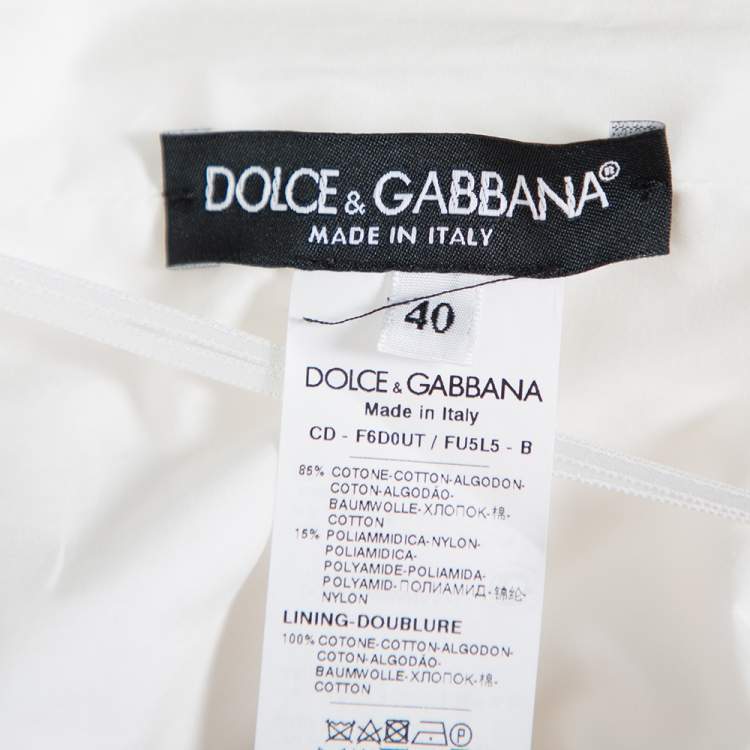 DOLCE & GABBANA®
MADE IN ITALY
40
DOLCE & GABBANA
Made in Italy
CD - F6D0UT / FU5L5 - B
85% COTONE-COTTON-ALGODON-
COTON-ALGODÃO-
BAUMWOLLE-ХЛОПОК-棉-
COTTON
15% POLIAMMIDICA-NYLON-
POLIAMIDICA-
POLYAMIDE-POLIAMIDA-
POLYAMID-ПОЛИАМИД-锦纶-
NYLON
LINING-DOUBLURE
100% COTONE-COTTON-ALGODON-
COTON-ALGODÃO-
BAUMWOLLE-ХЛОПОК-棉-
COTTON
P